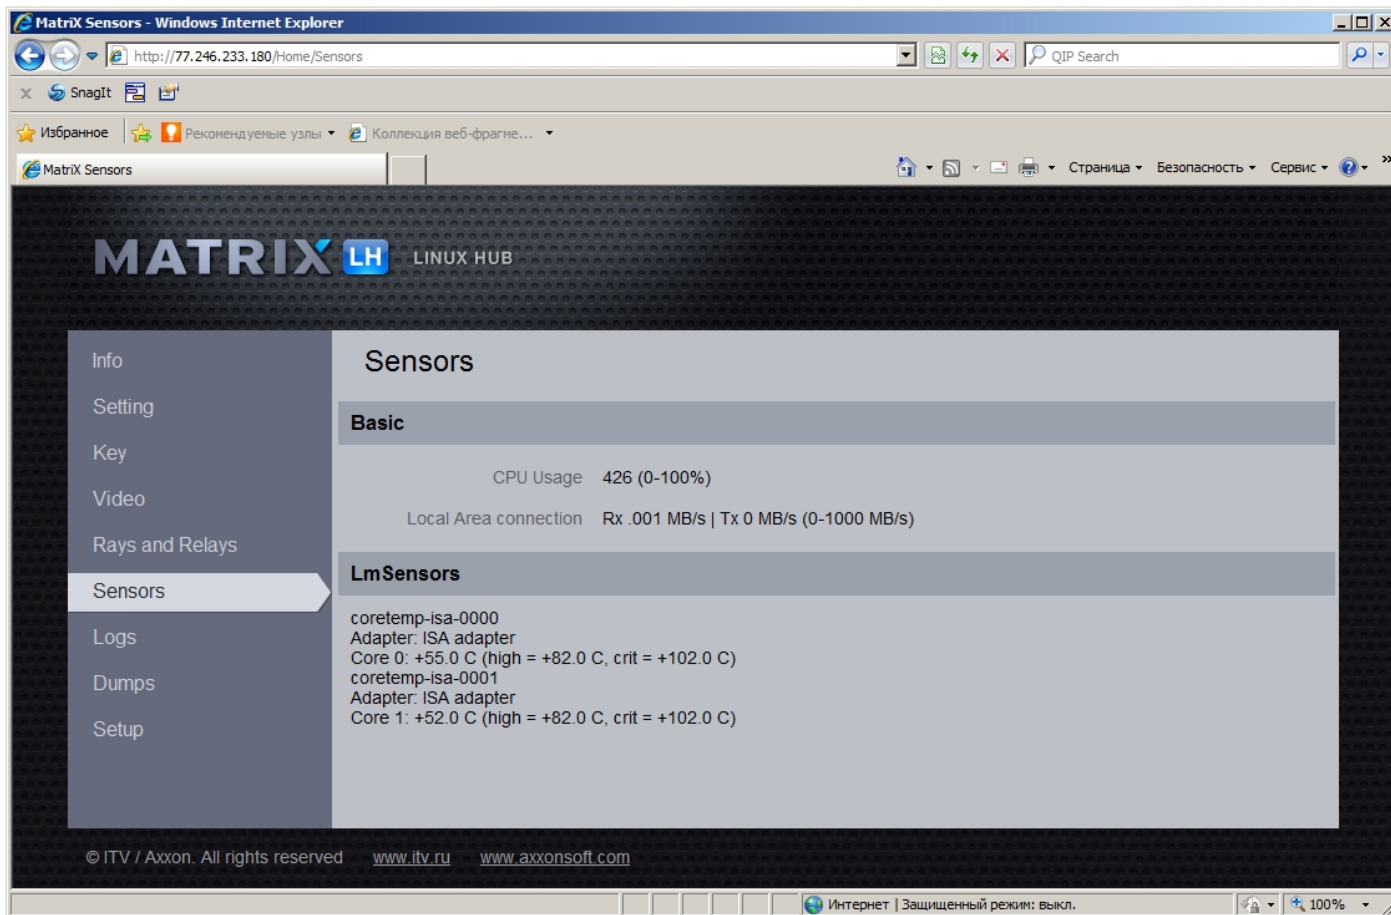 MatriX Sensors - Windows Internet Explorer
http://77.246.233.180/Home/Sensors
QIP Search
x SnagIt
Избранное Рекомендуемые узлы Коллекция веб-фрагме...
MatriX Sensors
Страница Безопасность Сервис
MATRIX LH LINUX HUB
Info
Setting
Key
Video
Rays and Relays
Sensors
Logs
Dumps
Setup
Sensors
Basic
CPU Usage 426 (0-100%)
Local Area connection Rx .001 MB/s | Tx 0 MB/s (0-1000 MB/s)
LmSensors
coretemp-isa-0000
Adapter: ISA adapter
Core 0: +55.0 C (high = +82.0 C, crit = +102.0 C)
coretemp-isa-0001
Adapter: ISA adapter
Core 1: +52.0 C (high = +82.0 C, crit = +102.0 C)
© ITV / Axxon. All rights reserved www.itv.ru www.axxonsoft.com
Интернет | Защищенный режим: выкл. 100%